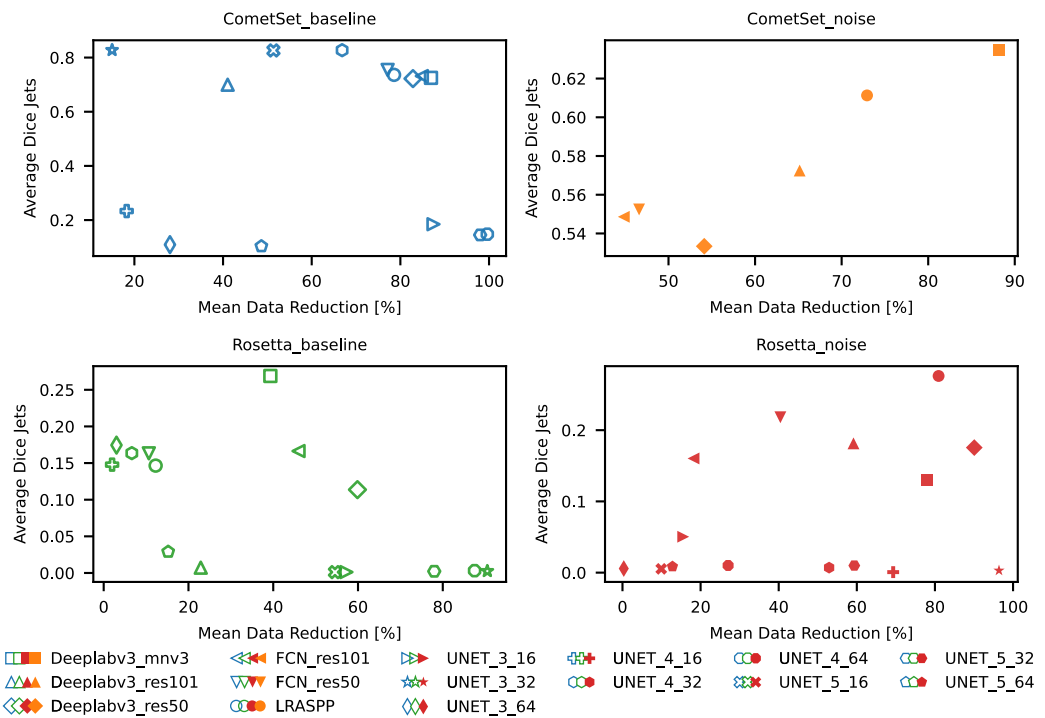 CometSet_baseline
CometSet_noise
Average Dice Jets
0.8
0.6
0.4
0.2
20
40
60
80
100
Mean Data Reduction [%]
Average Dice Jets
0.62
0.60
0.58
0.56
0.54
50
60
70
80
90
Mean Data Reduction [%]
Rosetta_baseline
Rosetta_noise
Average Dice Jets
0.25
0.20
0.15
0.10
0.05
0.00
0
20
40
60
80
Mean Data Reduction [%]
Average Dice Jets
0.2
0.1
0.0
0
20
40
60
80
100
Mean Data Reduction [%]
Deeplabv3_mnv3
Deeplabv3_res101
Deeplabv3_res50
FCN_res101
FCN_res50
LRASPP
UNET_3_16
UNET_3_32
UNET_3_64
UNET_4_16
UNET_4_32
UNET_4_64
UNET_5_16
UNET_5_32
UNET_5_64